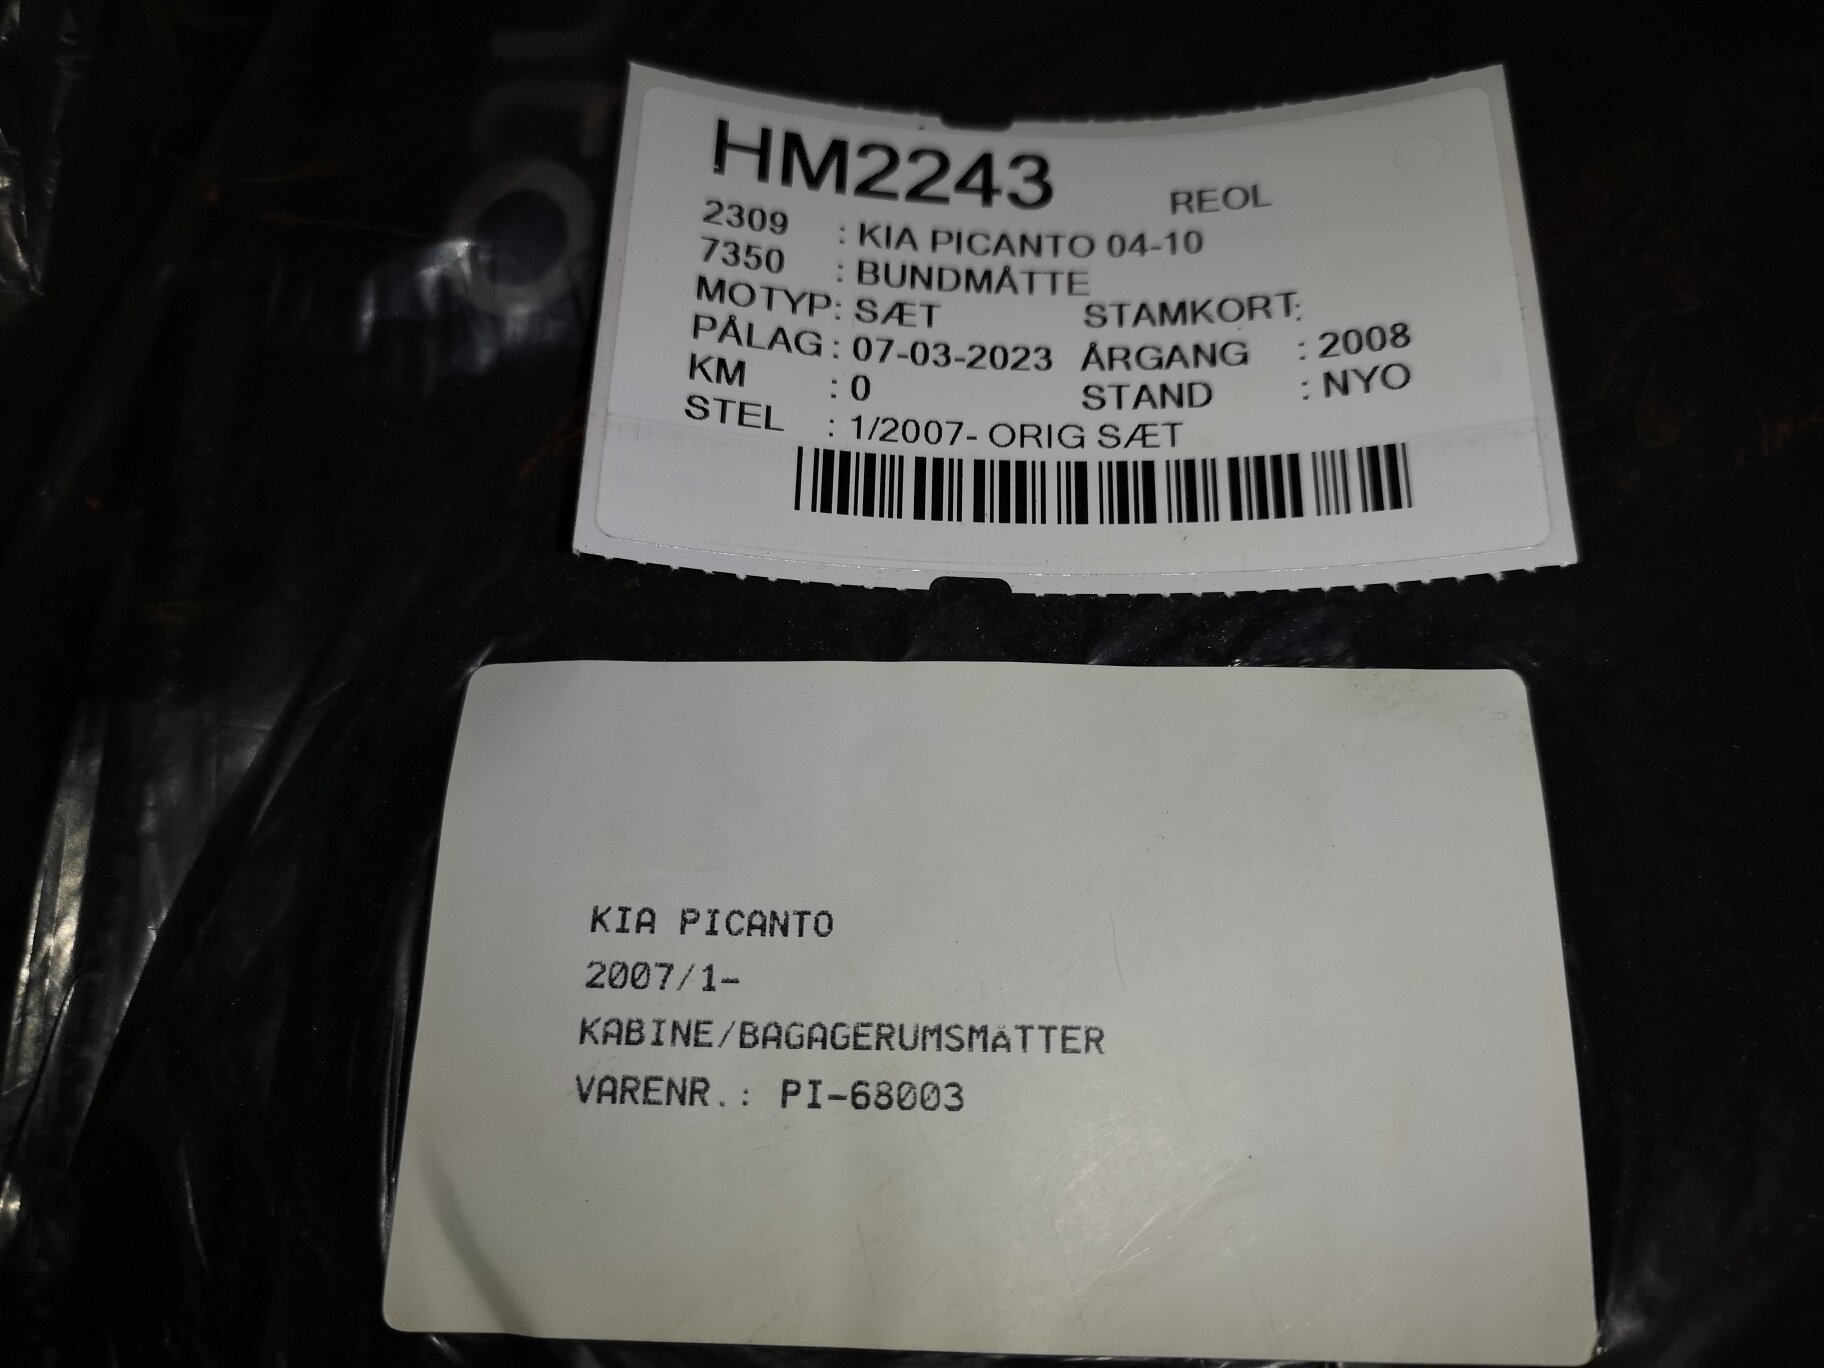 HM2243 REOL
2309 : KIA PICANTO 04-10
7350 : BUNDMÅTTE
MOTYP: SÆT STAMKORT:
PÅLAG: 07-03-2023 ÅRGANG : 2008
KM : 0 STAND : NYO
STEL : 1/2007- ORIG SÆT
KIA PICANTO
2007/1-
KABINE/BAGAGERUMSMÅTTER
VARENR.: PI-68003